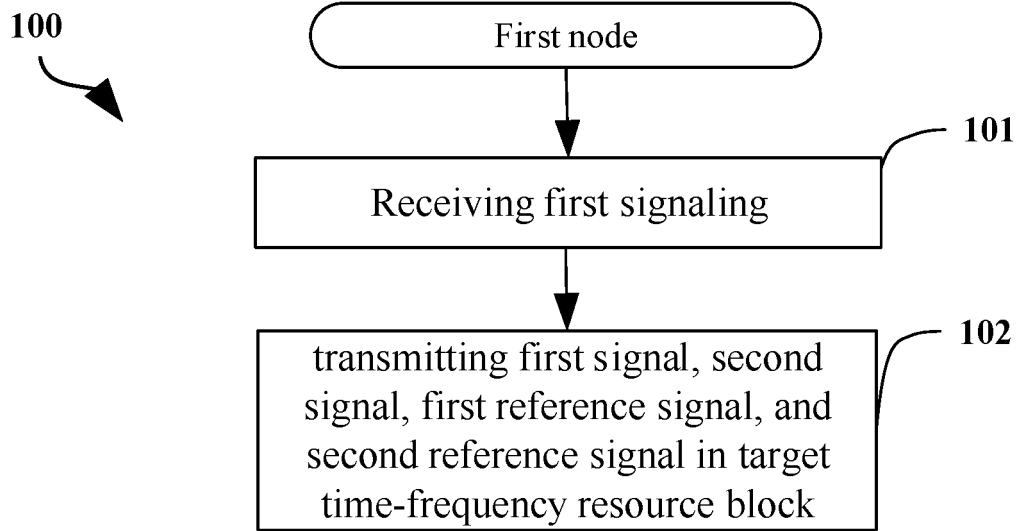 100
First node
101
Receiving first signaling
102
transmitting first signal, second
signal, first reference signal, and
second reference signal in target
time-frequency resource block